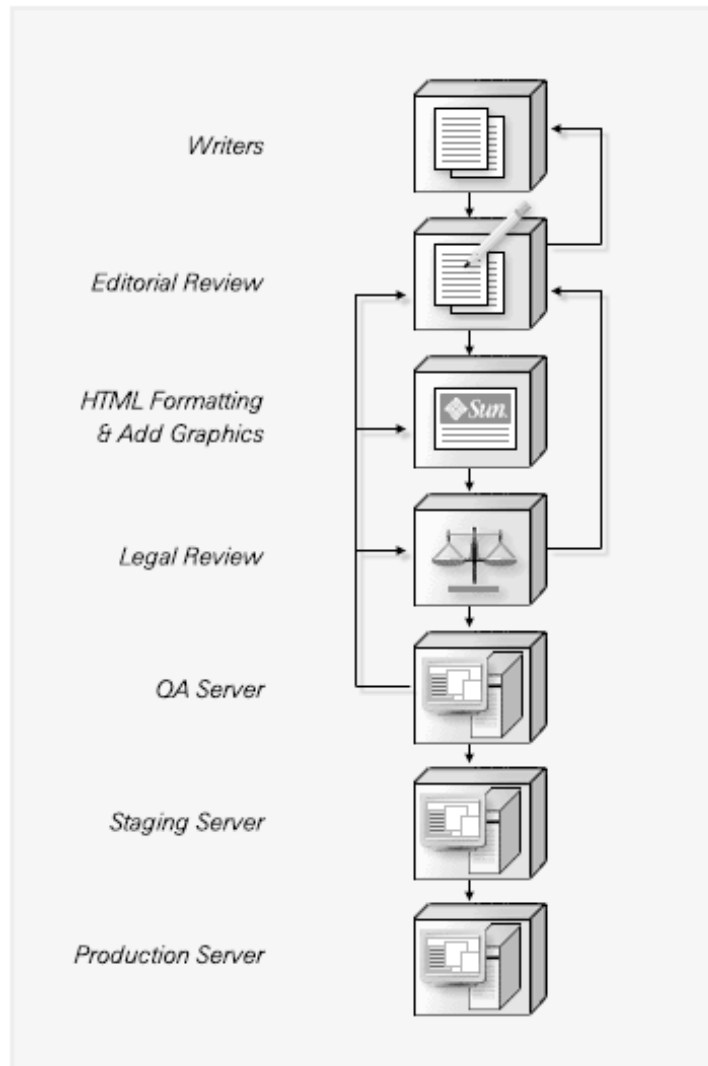 Writers
Editorial Review
HTML Formatting
& Add Graphics
Sun
Legal Review
QA Server
Staging Server
Production Server